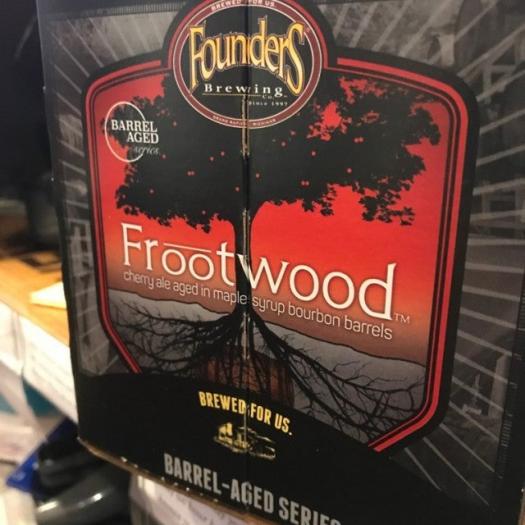 BREWED FOR US.
FounderS
Brewing
Co.
Since 1997
GRAND RAPIDS, MICHIGAN
BARREL
AGED
series
Frootwood™
cherry ale aged in maple syrup bourbon barrels
BREWED FOR US.
BARREL-AGED SERIES